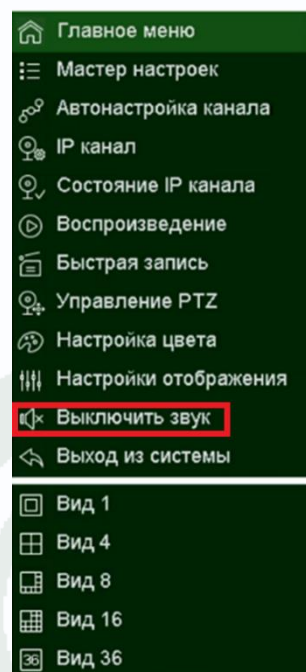 Главное меню
Мастер настроек
Автонастройка канала
IP канал
Состояние IP канала
Воспроизведение
Быстрая запись
Управление PTZ
Настройка цвета
Настройки отображения
Выключить звук
Выход из системы
Вид 1
Вид 4
Вид 8
Вид 16
36 Вид 36